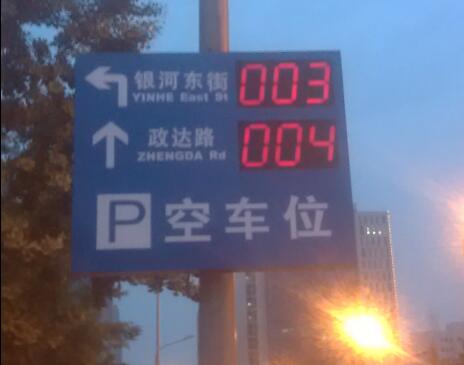 银河东街 003
YINHE East St
政达路 004
ZHENGDA Rd
P 空车位